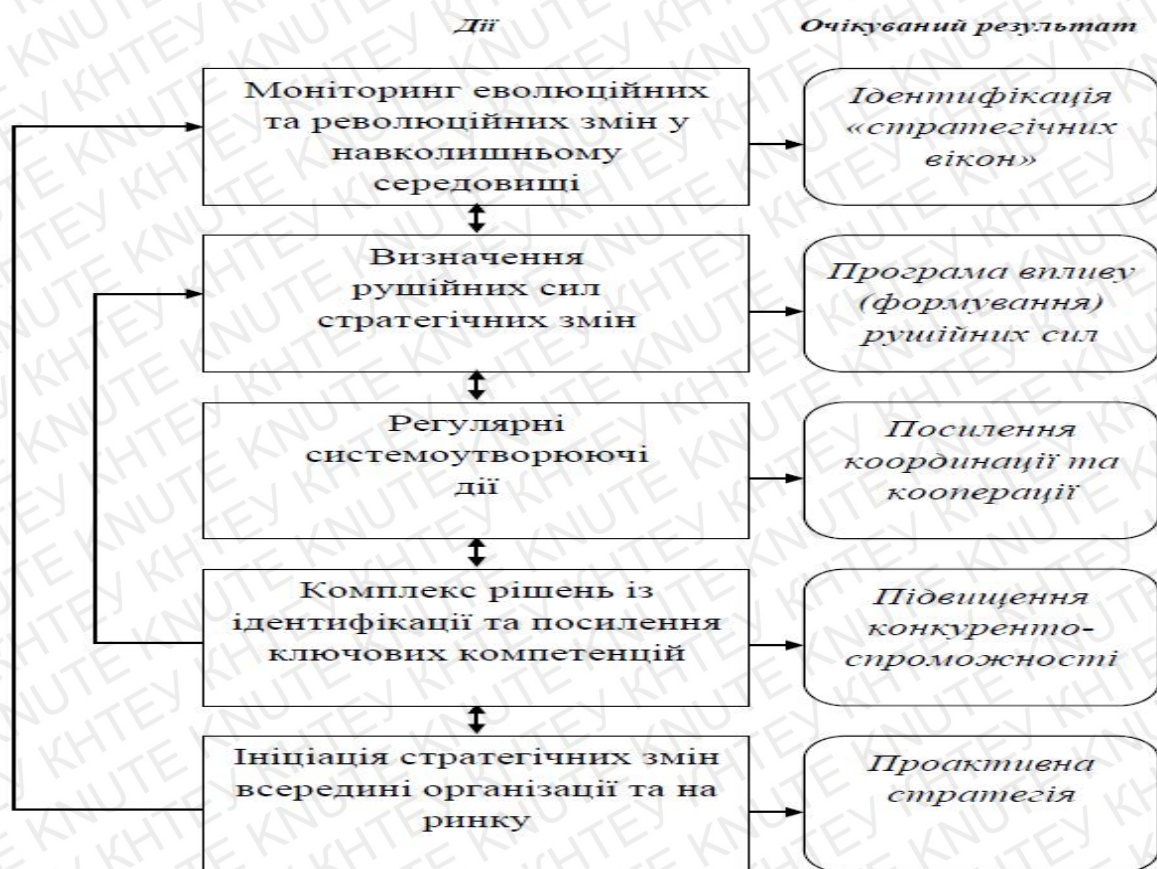 Дії
Очікуваний результат
Моніторинг еволюційних
та революційних змін у
навколишньому
середовищі
Ідентифікація
«стратегічних
вікон»
Визначення
рушійних сил
стратегічних змін
Програма впливу
(формування)
рушійних сил
Регулярні
системоутворюючі
дії
Посилення
координації та
кооперації
Комплекс рішень із
ідентифікації та посилення
ключових компетенцій
Підвищення
конкуренто-
спроможності
Ініціація стратегічних змін
всередині організації та на
ринку
Проактивна
стратегія
KNUTE КНТЕУ